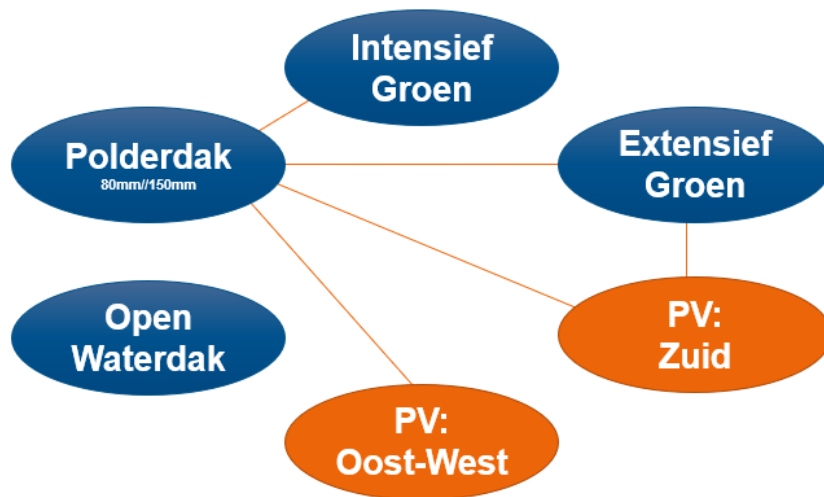 Intensief
Groen
Polderdak
80mm//150mm
Extensief
Groen
Open
Waterdak
PV:
Zuid
PV:
Oost-West